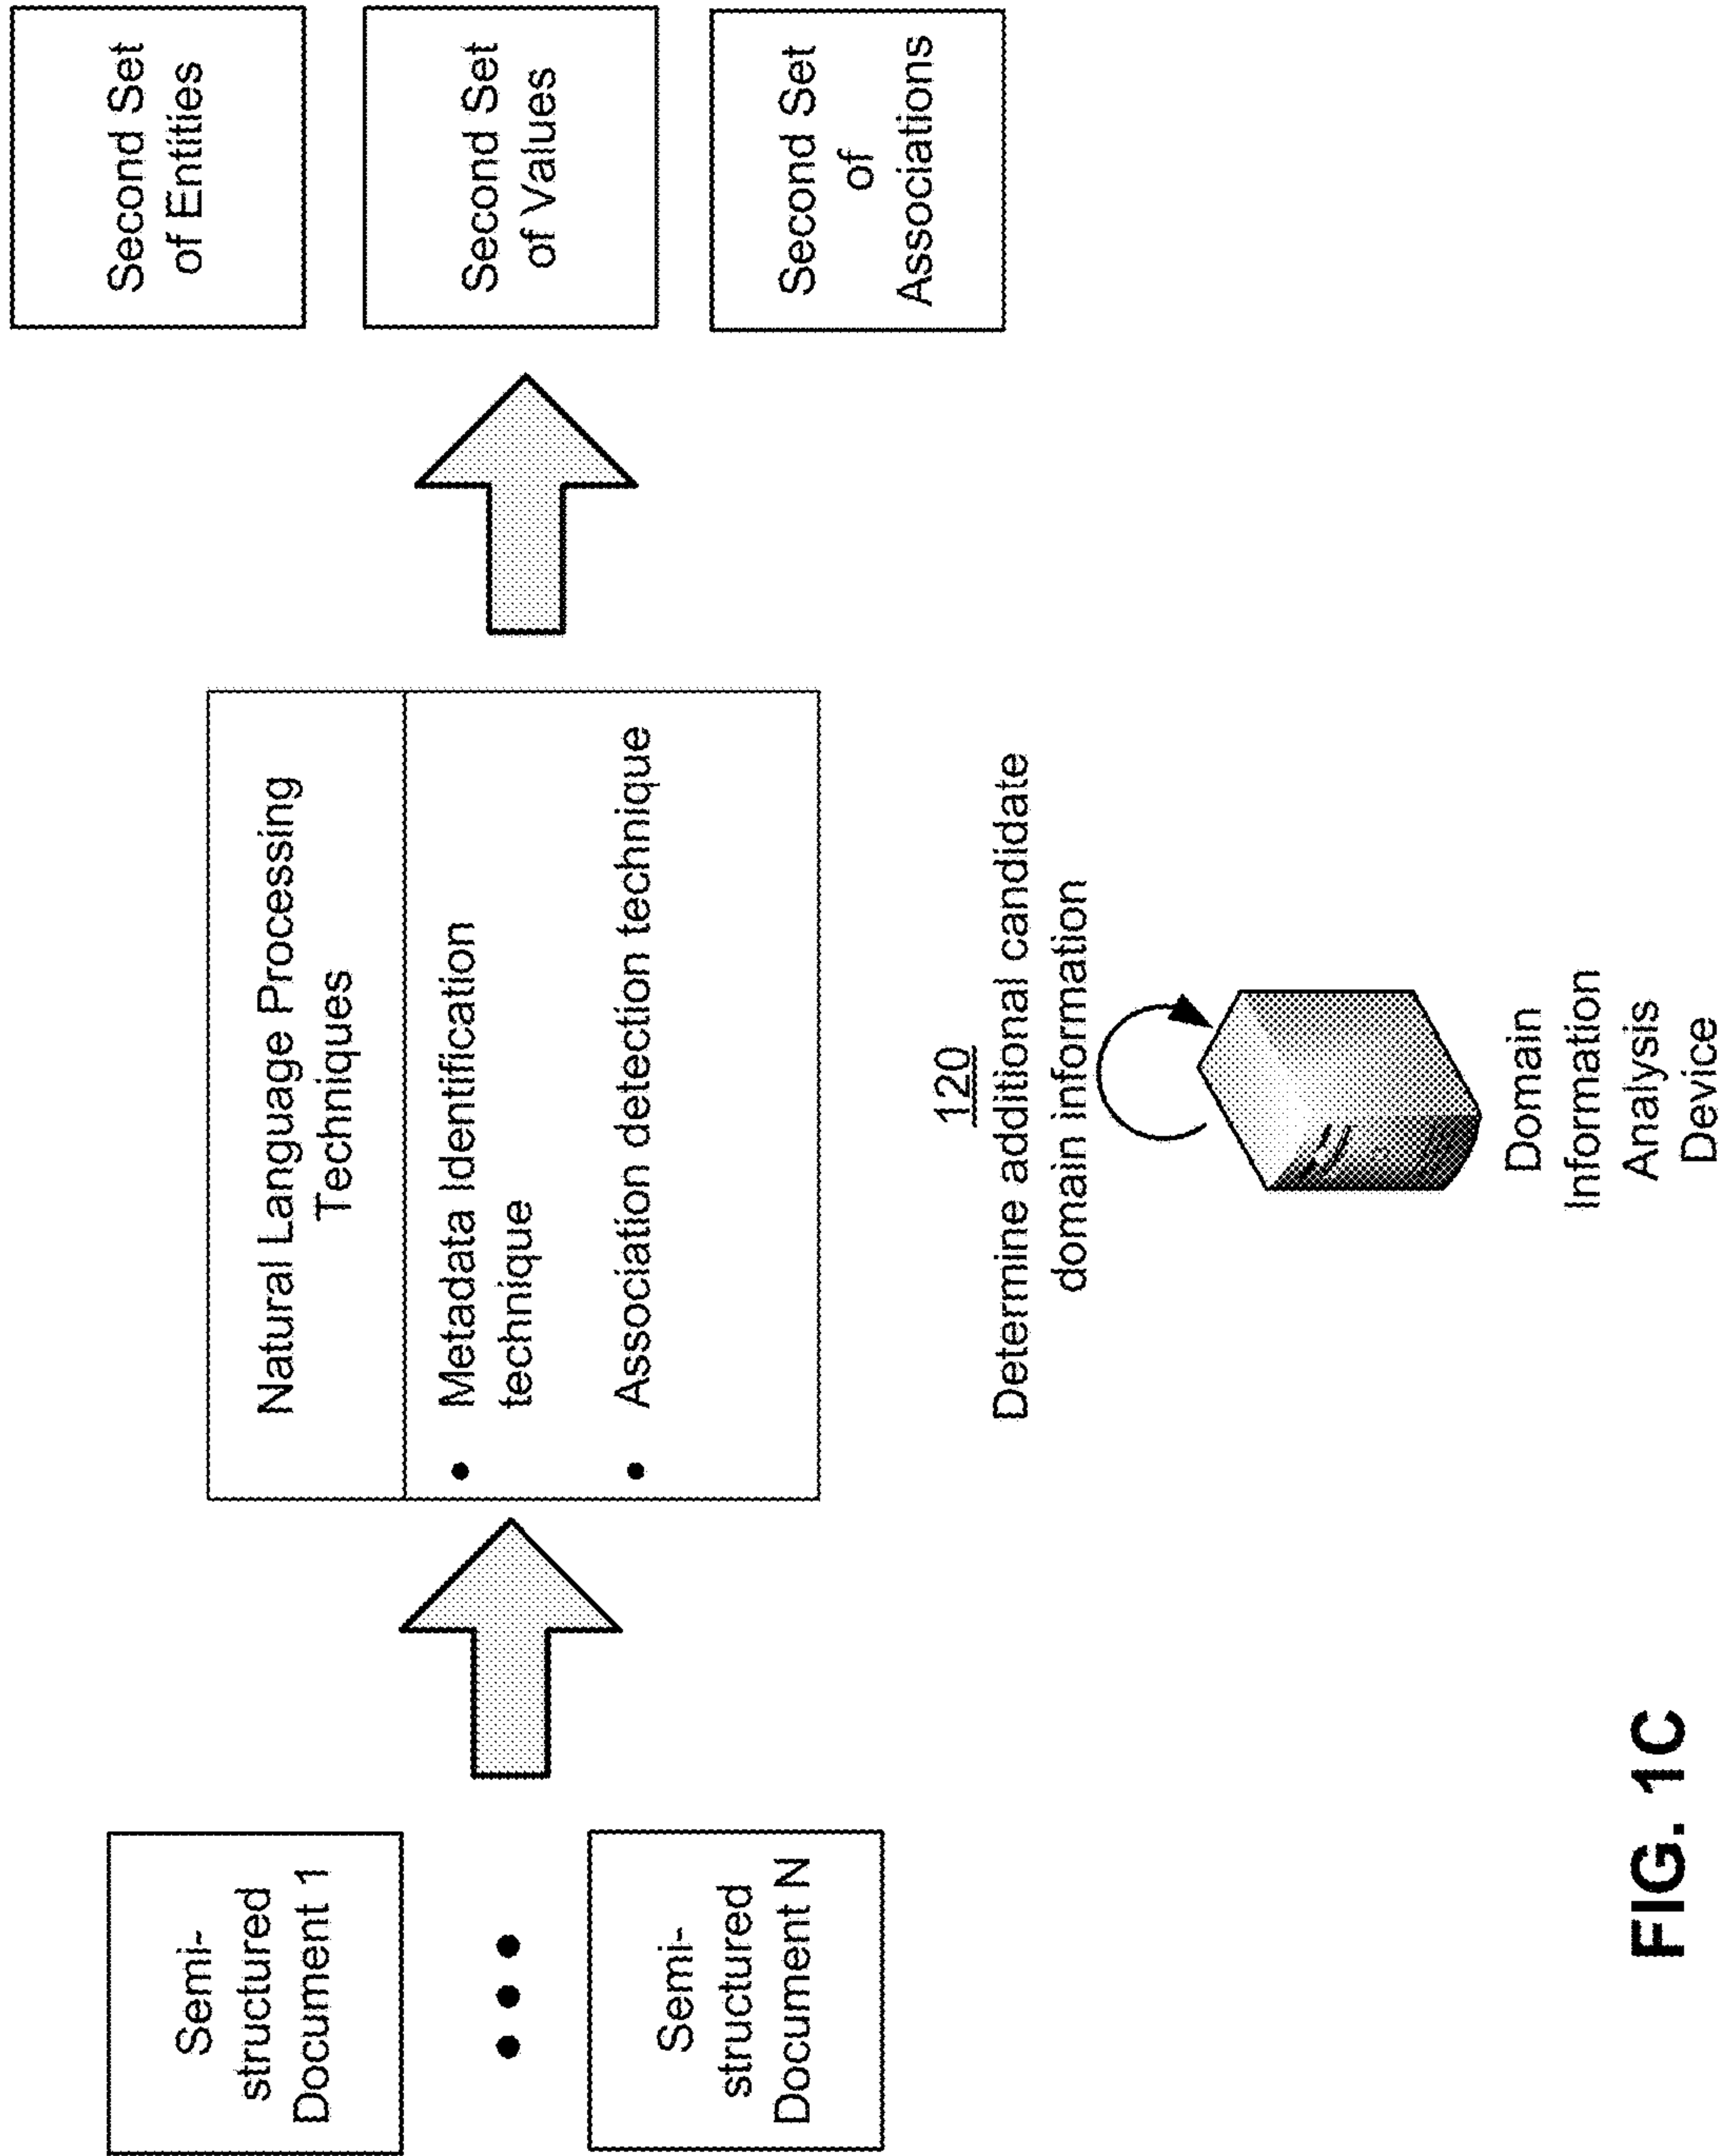 Semi-
structured
Document 1
Semi-
structured
Document N
Natural Language Processing
Techniques
• Metadata Identification
technique
• Association detection technique
Second Set
of Entities
Second Set
of Values
Second Set
of
Associations
120
Determine additional candidate
domain information
Domain
Information
Analysis
Device
FIG. 1C